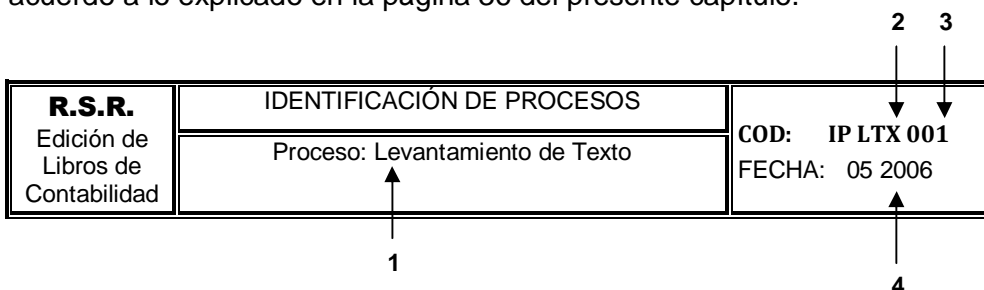 acuerdo a lo explicado en la página 86 del presente capítulo.
2 3
R.S.R.
Edición de
Libros de
Contabilidad
IDENTIFICACIÓN DE PROCESOS
Proceso: Levantamiento de Texto
COD: IP LTX 001
FECHA: 05 2006
1
4